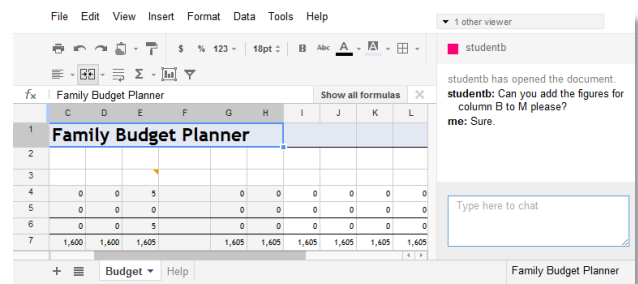 File Edit View Insert Format Data Tools Help
1 other viewer
$ % 123 - 18pt B Abc A A
studentb
Σ
fx Family Budget Planner Show all formulas
studentb has opened the document.
studentb: Can you add the figures for
column B to M please?
me: Sure.
C D E F G H I J K L
1 Family Budget Planner
2
3
4 0 0 5 0 0 0 0 0 0
5 0 0 0 0 0 0 0 0 0
6 0 0 5 0 0 0 0 0 0
7 1,600 1,600 1,605 1,605 1,605 1,605 1,605 1,605 1,605
Type here to chat
+ Budget Help
Family Budget Planner